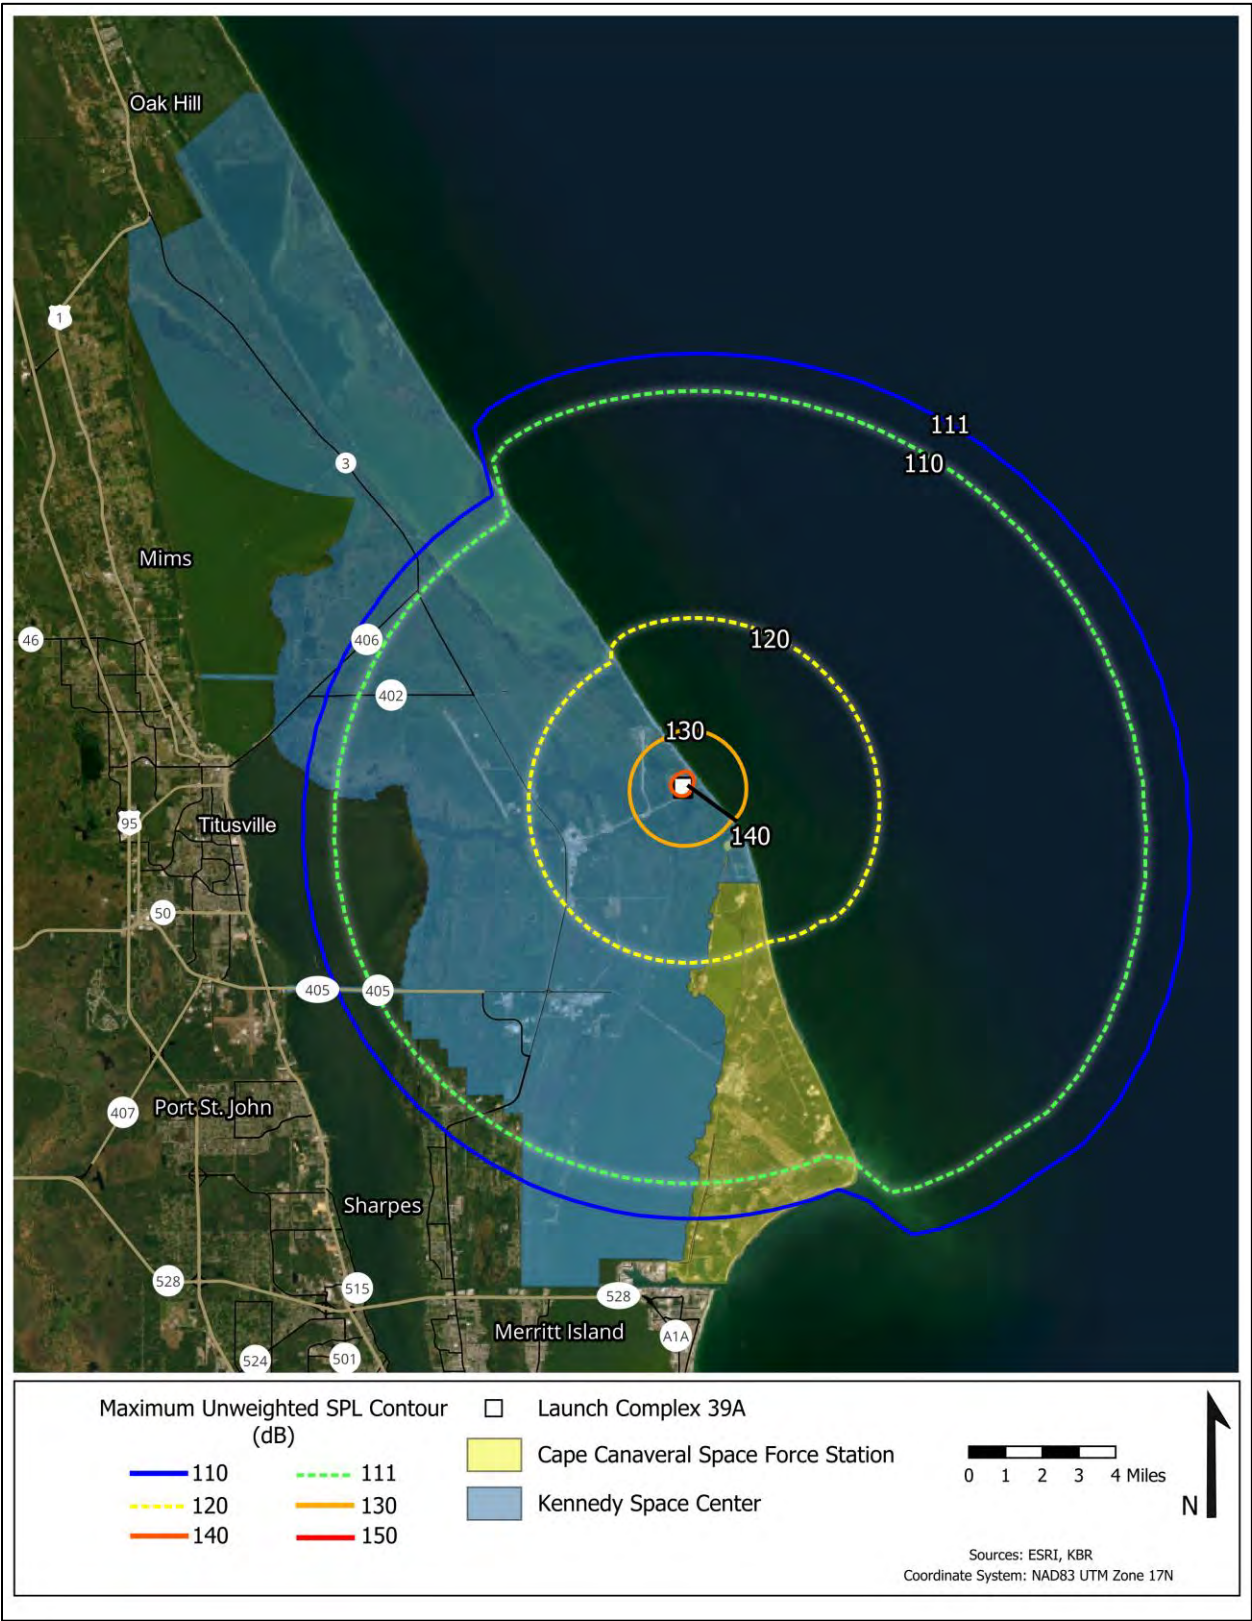 Oak Hill
1
111
110
3
Mims
46
406
120
402
130
95
Titusville
140
50
405
405
407
Port St. John
Sharpes
528
515
528
Merritt Island
A1A
524
501
Maximum Unweighted SPL Contour
(dB)
110
111
120
130
140
150
Launch Complex 39A
Cape Canaveral Space Force Station
Kennedy Space Center
0 1 2 3 4 Miles
N
Sources: ESRI, KBR
Coordinate System: NAD83 UTM Zone 17N